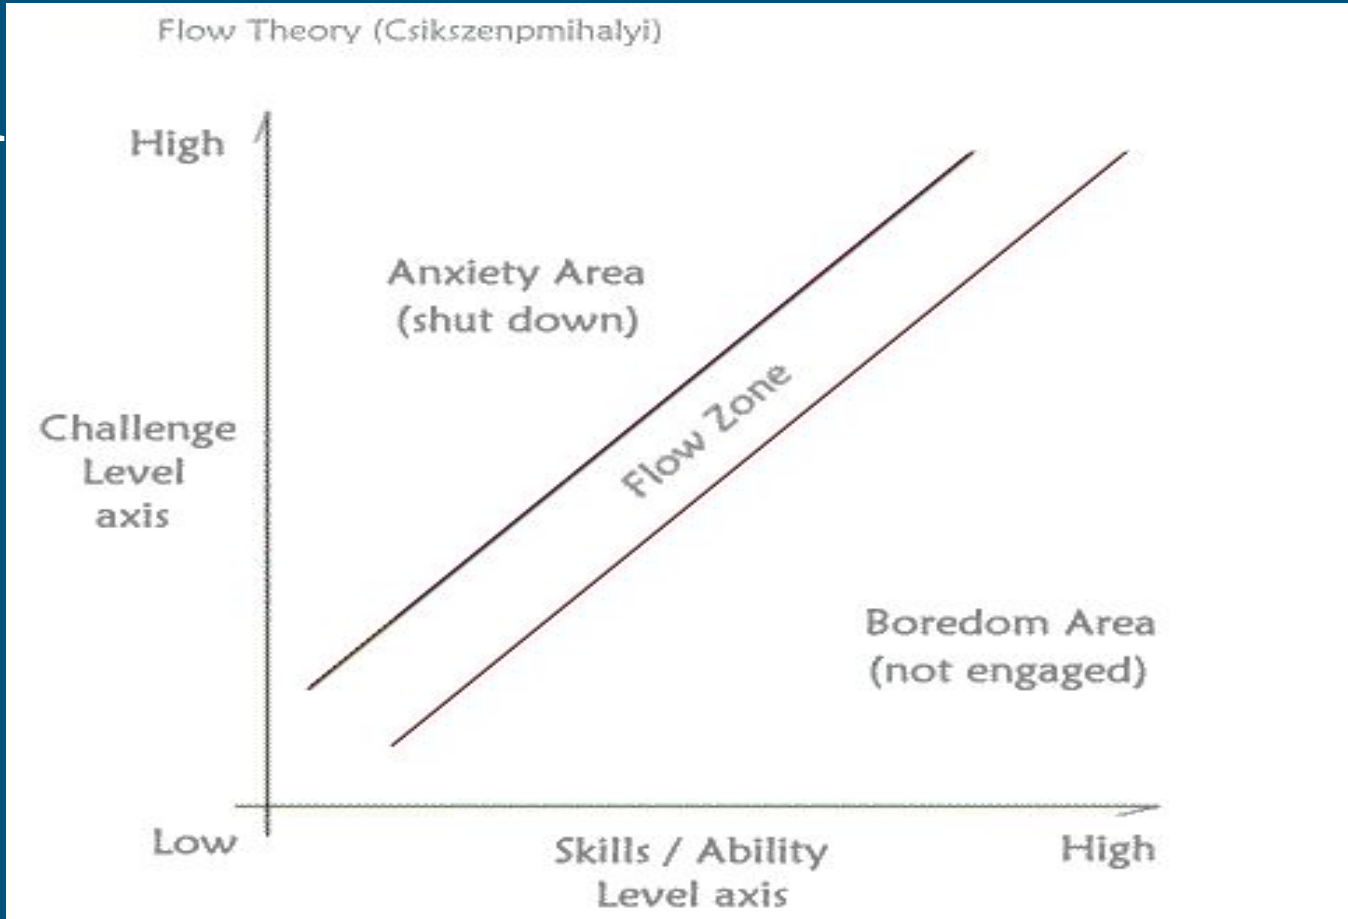 Flow Theory (Csikszenpmihalyi)
High
Anxiety Area
(shut down)
Challenge
Level
axis
Flow Zone
Boredom Area
(not engaged)
Low
Skills / Ability
Level axis
High